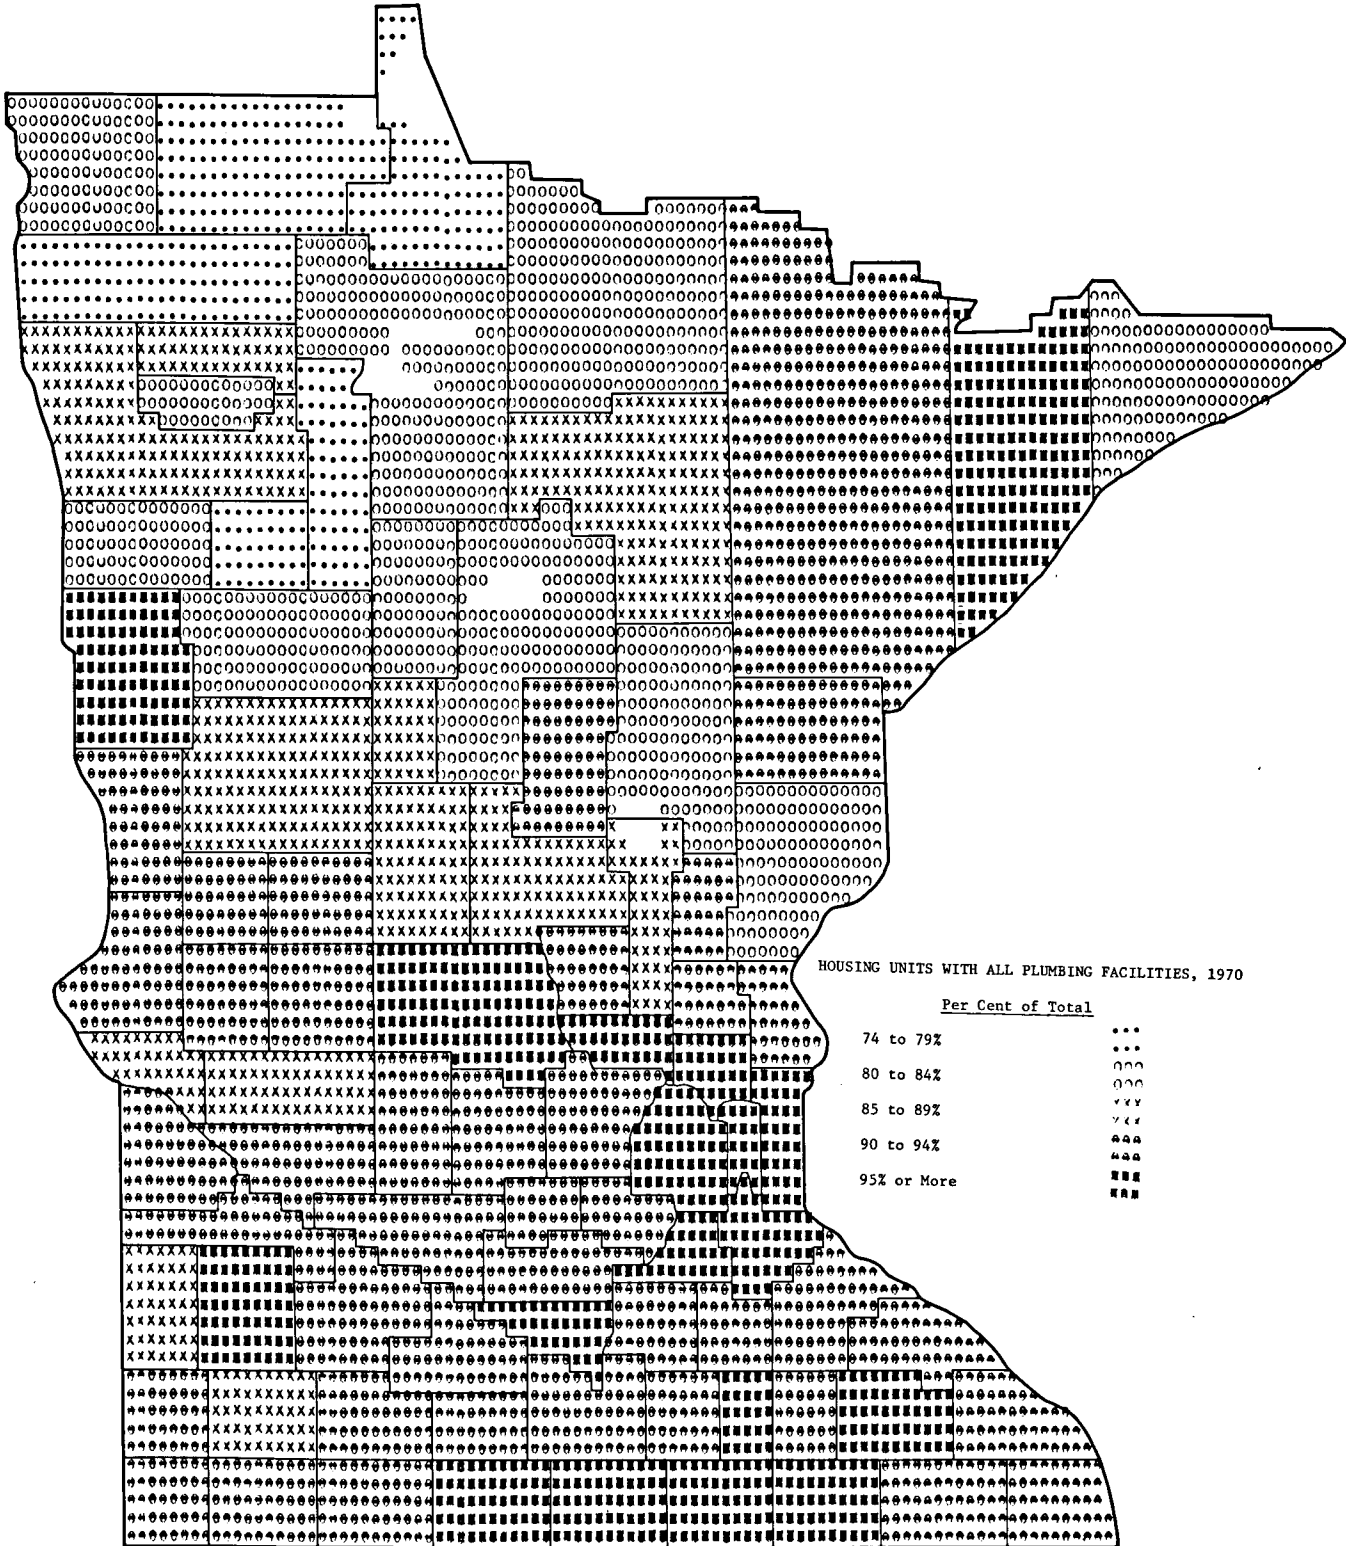 HOUSING UNITS WITH ALL PLUMBING FACILITIES, 1970
Per Cent of Total
74 to 79%
80 to 84%
85 to 89%
90 to 94%
95% or More